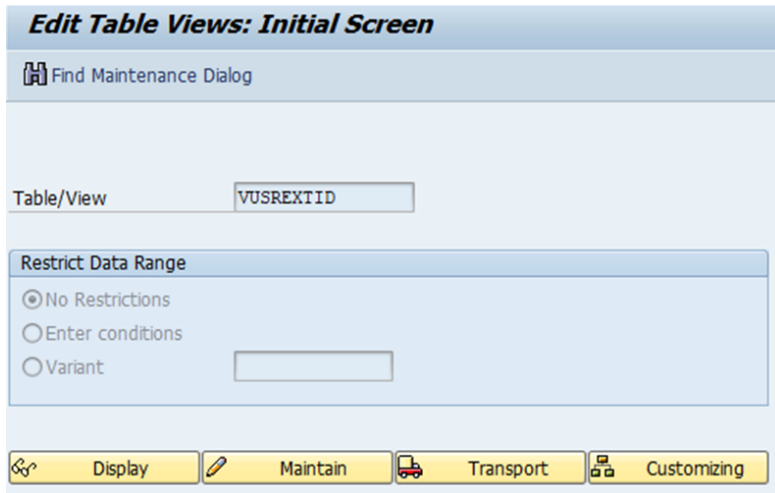 Edit Table Views: Initial Screen
Find Maintenance Dialog
Table/View VUSREXTID
Restrict Data Range
No Restrictions
Enter conditions
Variant
Display Maintain Transport Customizing